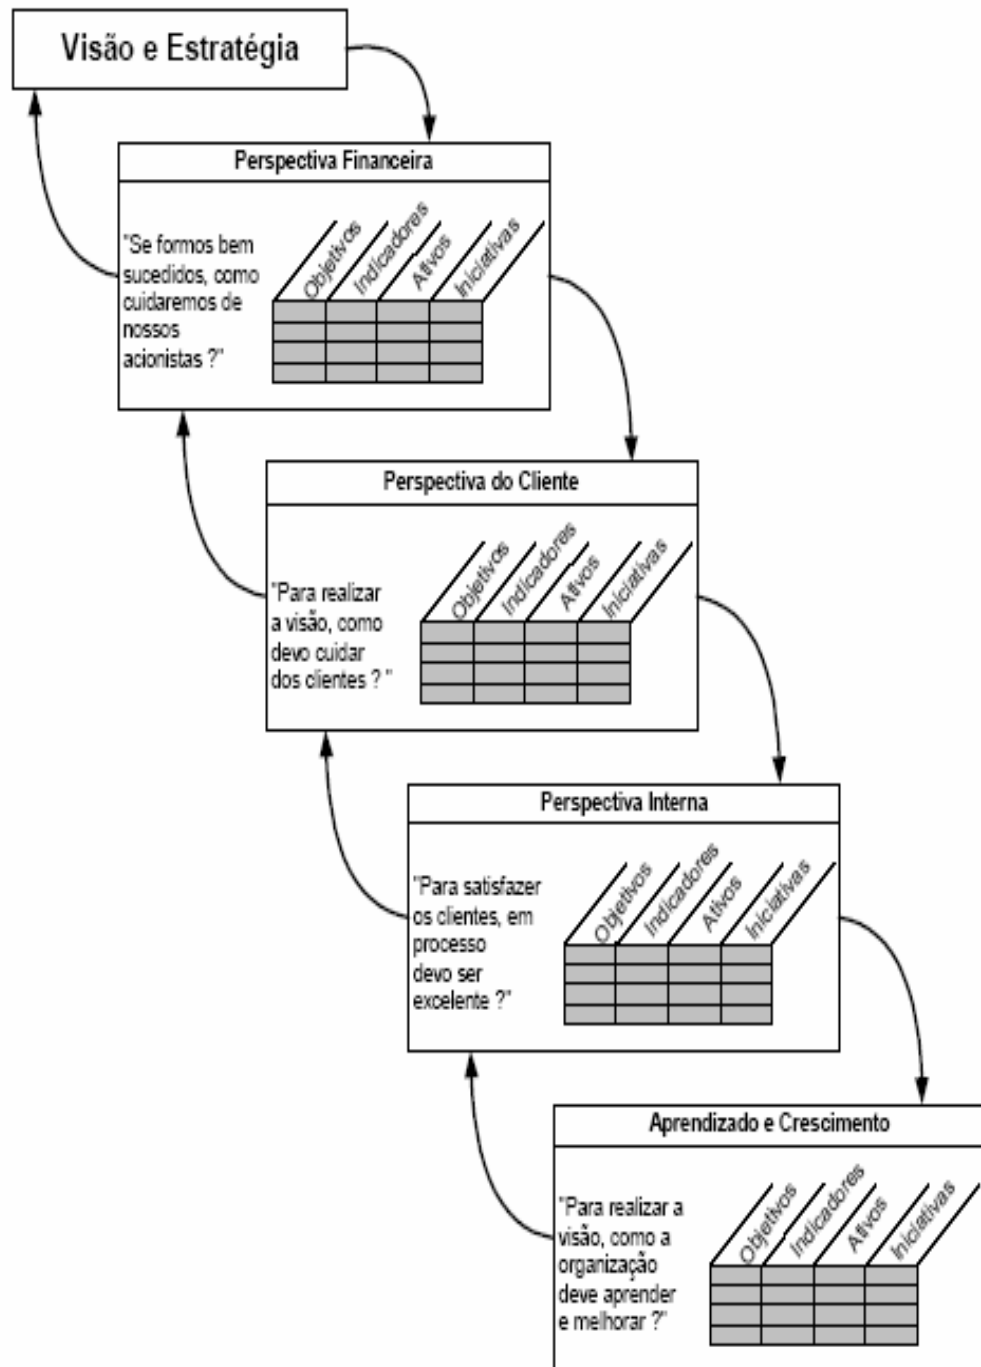 Visão e Estratégia
Perspectiva Financeira
"Se formos bem
sucedidos, como
cuidaremos de
nossos
acionistas ?"
Objetivos
Indicadores
Ativos
Iniciativas
Perspectiva do Cliente
"Para realizar
a visão, como
devo cuidar
dos clientes ? "
Objetivos
Indicadores
Ativos
Iniciativas
Perspectiva Interna
"Para satisfazer
os clientes, em
processo
devo ser
excelente ?"
Objetivos
Indicadores
Ativos
Iniciativas
Aprendizado e Crescimento
"Para realizar a
visão, como a
organização
deve aprender
e melhorar ?"
Objetivos
Indicadores
Ativos
Iniciativas